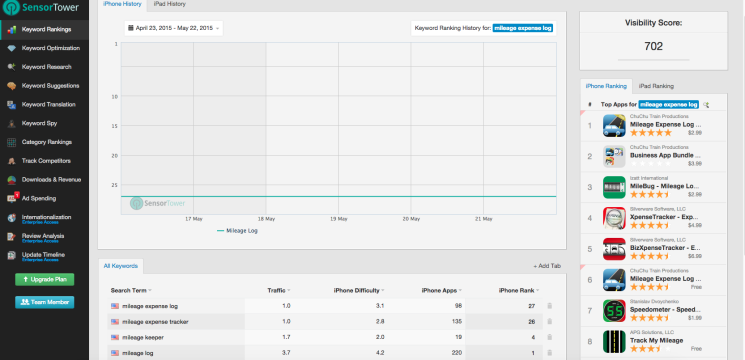 SensorTower
Keyword Rankings
Keyword Optimization
Keyword Research
Keyword Suggestions
Keyword Translation
Keyword Spy
Category Rankings
Track Competitors
Downloads & Revenue
Ad Spending
Internationalization
Enterprise Access
Review Analysis
Enterprise Access
Update Timeline
Enterprise Access
Upgrade Plan
Team Member
iPhone History iPad History
April 23, 2015 - May 22, 2015
Keyword Ranking History for: mileage expense log
1
10
15
20
25
SensorTower
17 May 18 May 19 May 20 May 21 May
Mileage Log
All Keywords + Add Tab
Search Term Traffic iPhone Difficulty iPhone Apps iPhone Rank
mileage expense log 1.0 3.1 98 27
mileage expense tracker 1.0 2.8 135 26
mileage keeper 1.7 2.0 19 4
mileage log 3.7 4.2 220 1
Visibility Score:
702
iPhone Ranking iPad Ranking
# Top Apps for mileage expense log
1 ChuChu Train Productions
Mileage Expense Log ...
$2.99
2 ChuChu Train Productions
Business App Bundle ...
$3.99
3 Izatt International
MileBug - Mileage Lo...
$2.99
4 Silverware Software, LLC
XpenseTracker - Exp...
$4.99
5 Silverware Software, LLC
BizXpenseTracker - E...
$6.99
6 ChuChu Train Productions
Mileage Expense Log ...
Free
7 Stanislav Dvoychenko
Speedometer - Speed...
$1.99
8 APQ Solutions, LLC
Track My Mileage
Free